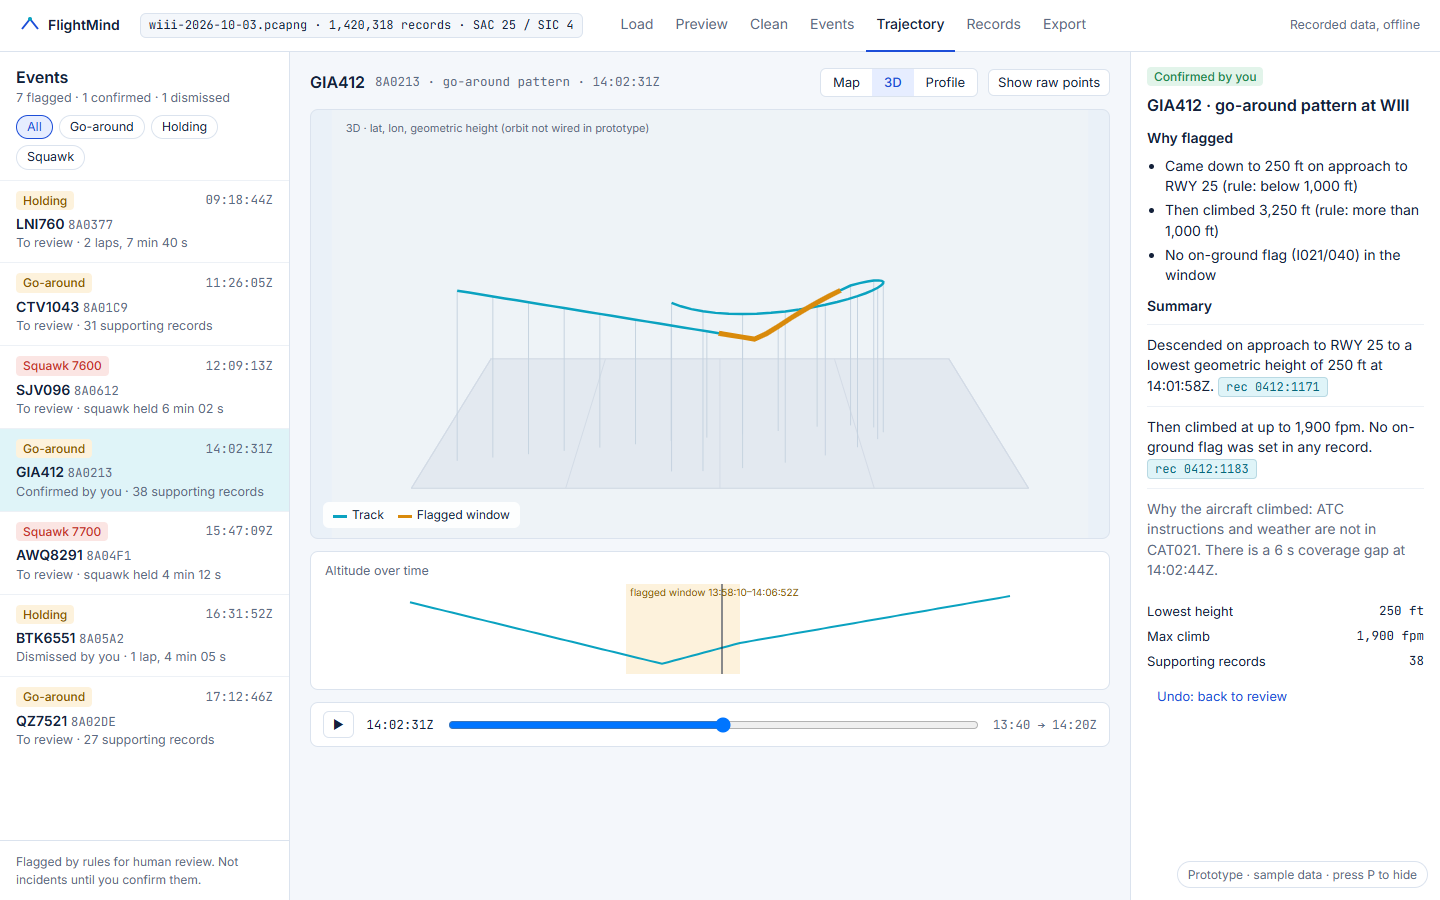 FlightMind
wiii-2026-10-03.pcapng · 1,420,318 records · SAC 25 / SIC 4
Load Preview Clean Events Trajectory Records Export
Recorded data, offline
Events
7 flagged · 1 confirmed · 1 dismissed
All Go-around Holding
Squawk
Holding 09:18:44Z
LNI760 8A0377
To review · 2 laps, 7 min 40 s
Go-around 11:26:05Z
CTV1043 8A01C9
To review · 31 supporting records
Squawk 7600 12:09:13Z
SJV096 8A0612
To review · squawk held 6 min 02 s
Go-around 14:02:31Z
GIA412 8A0213
Confirmed by you · 38 supporting records
Squawk 7700 15:47:09Z
AWQ8291 8A04F1
To review · squawk held 4 min 12 s
Holding 16:31:52Z
BTK6551 8A05A2
Dismissed by you · 1 lap, 4 min 05 s
Go-around 17:12:46Z
QZ7521 8A02DE
To review · 27 supporting records
Flagged by rules for human review. Not
incidents until you confirm them.
GIA412 8A0213 · go-around pattern · 14:02:31Z
Map 3D Profile Show raw points
3D · lat, lon, geometric height (orbit not wired in prototype)
Track Flagged window
Altitude over time
flagged window 13:58:10–14:06:52Z
14:02:31Z 13:40 → 14:20Z
Confirmed by you
GIA412 · go-around pattern at WIII
Why flagged
• Came down to 250 ft on approach to
RWY 25 (rule: below 1,000 ft)
• Then climbed 3,250 ft (rule: more than
1,000 ft)
• No on-ground flag (I021/040) in the
window
Summary
Descended on approach to RWY 25 to a
lowest geometric height of 250 ft at
14:01:58Z. rec 0412:1171
Then climbed at up to 1,900 fpm. No on-
ground flag was set in any record.
rec 0412:1183
Why the aircraft climbed: ATC
instructions and weather are not in
CAT021. There is a 6 s coverage gap at
14:02:44Z.
Lowest height 250 ft
Max climb 1,900 fpm
Supporting records 38
Undo: back to review
Prototype · sample data · press P to hide